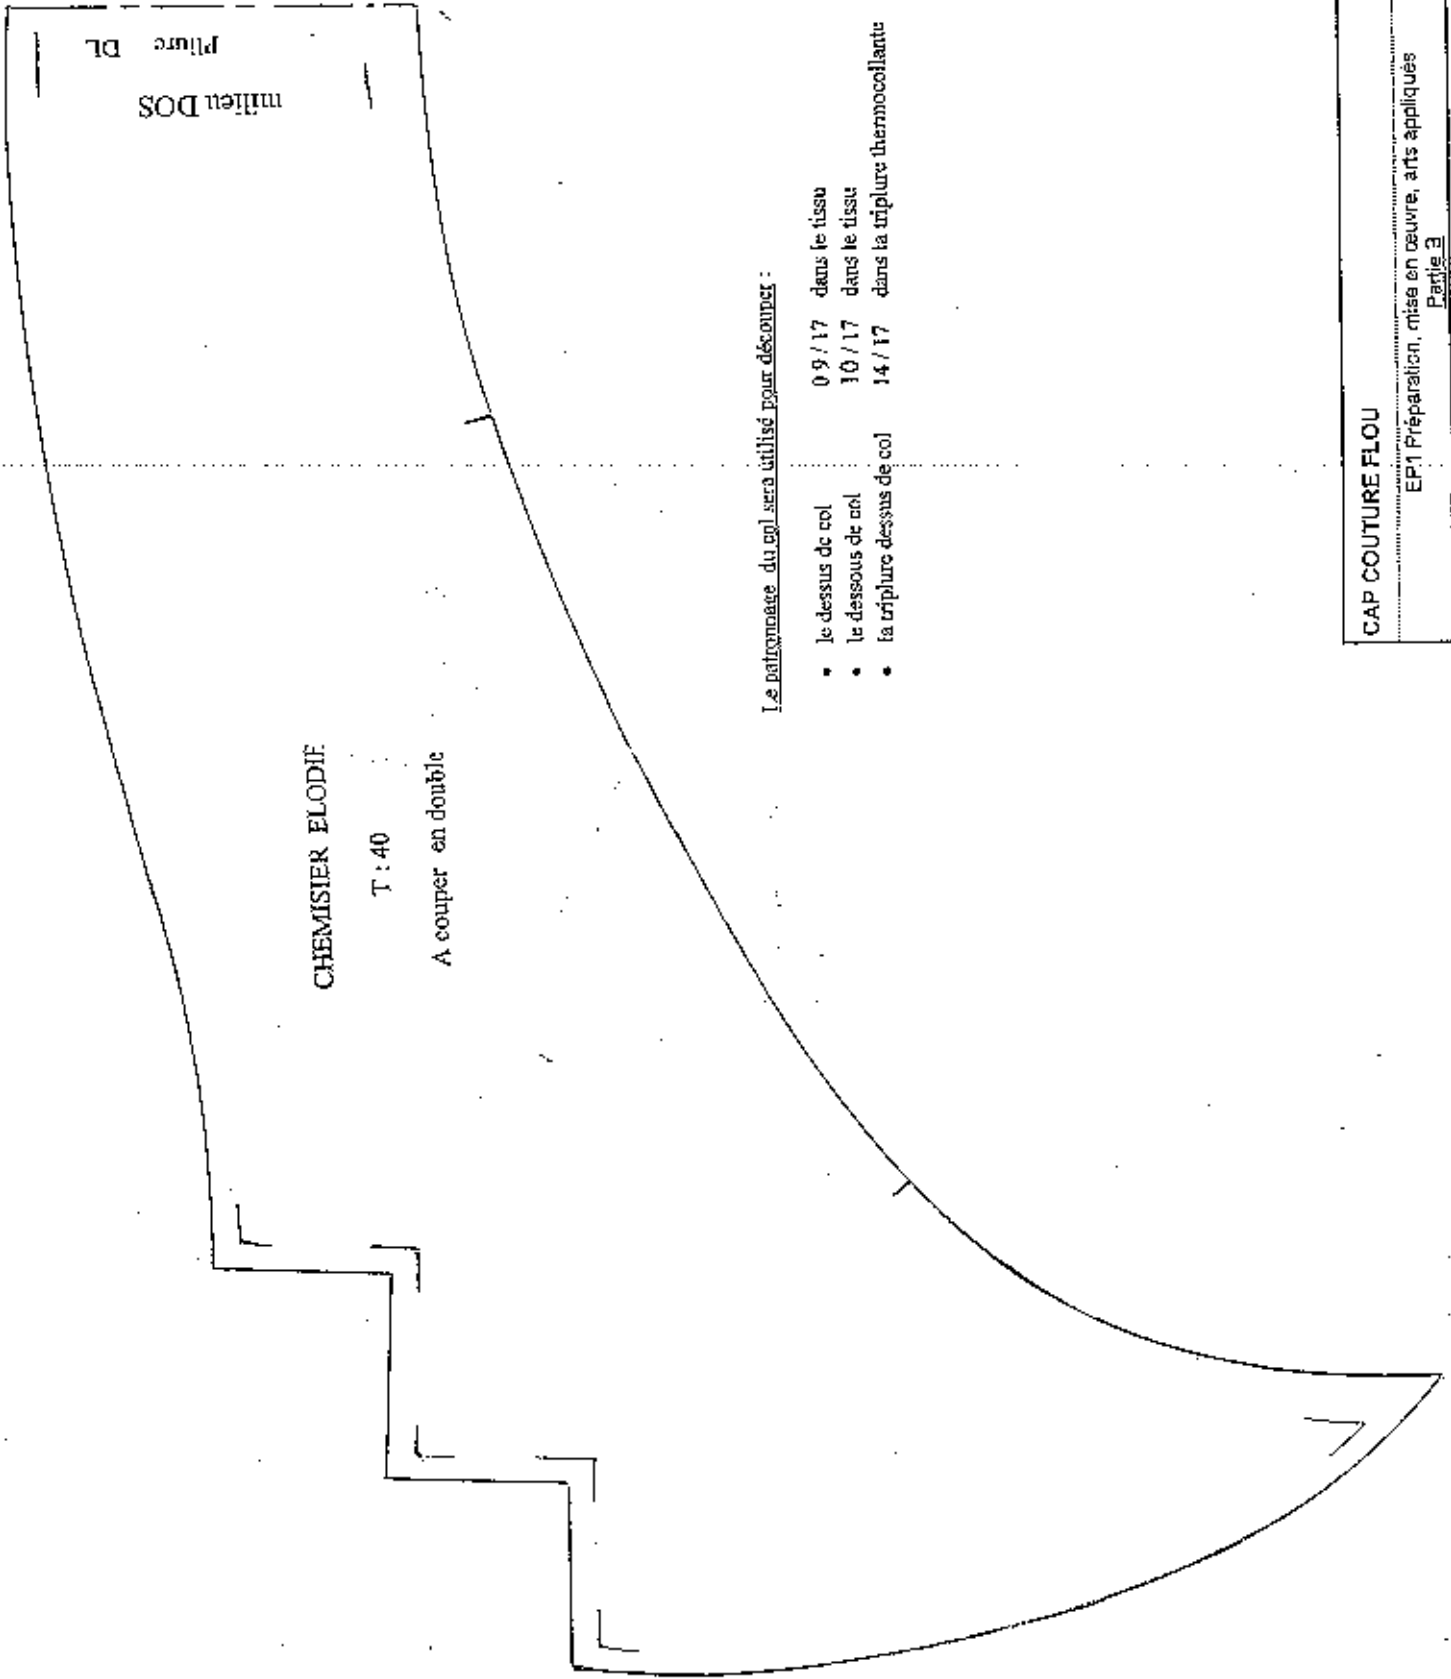 milieu DOS
Pliure DL
CHEMISIER ELODIE
T : 40
A couper en double
Le patronnage du col sera utilisé pour découper :
• le dessus de col 0 9 / 17 dans le tissu
• le dessous de col 10 / 17 dans le tissu
• la triplure dessus de col 14 / 17 dans la triplure thermocollante
CAP COUTURE FLOU
EP1 Préparation, mise en œuvre, arts appliqués
Partie 3